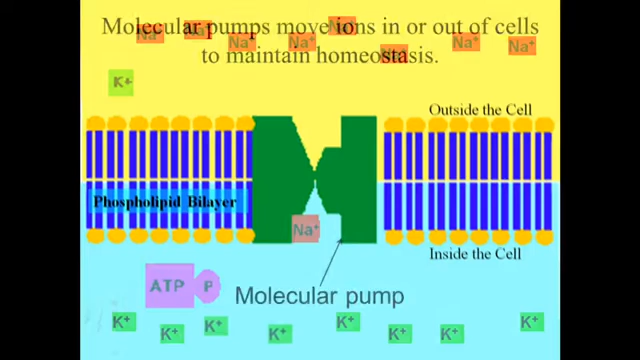 Molecular pumps move ions in or out of cells
to maintain homeostasis.
Na⁺ Na⁺ Na⁺ Na⁺ Na⁺ Na⁺ Na⁺
K+
Outside the Cell
Phospholipid Bilayer
Na⁺
Inside the Cell
ATP P
Molecular pump
K⁺ K⁺ K⁺ K⁺ K⁺ K⁺ K⁺ K⁺